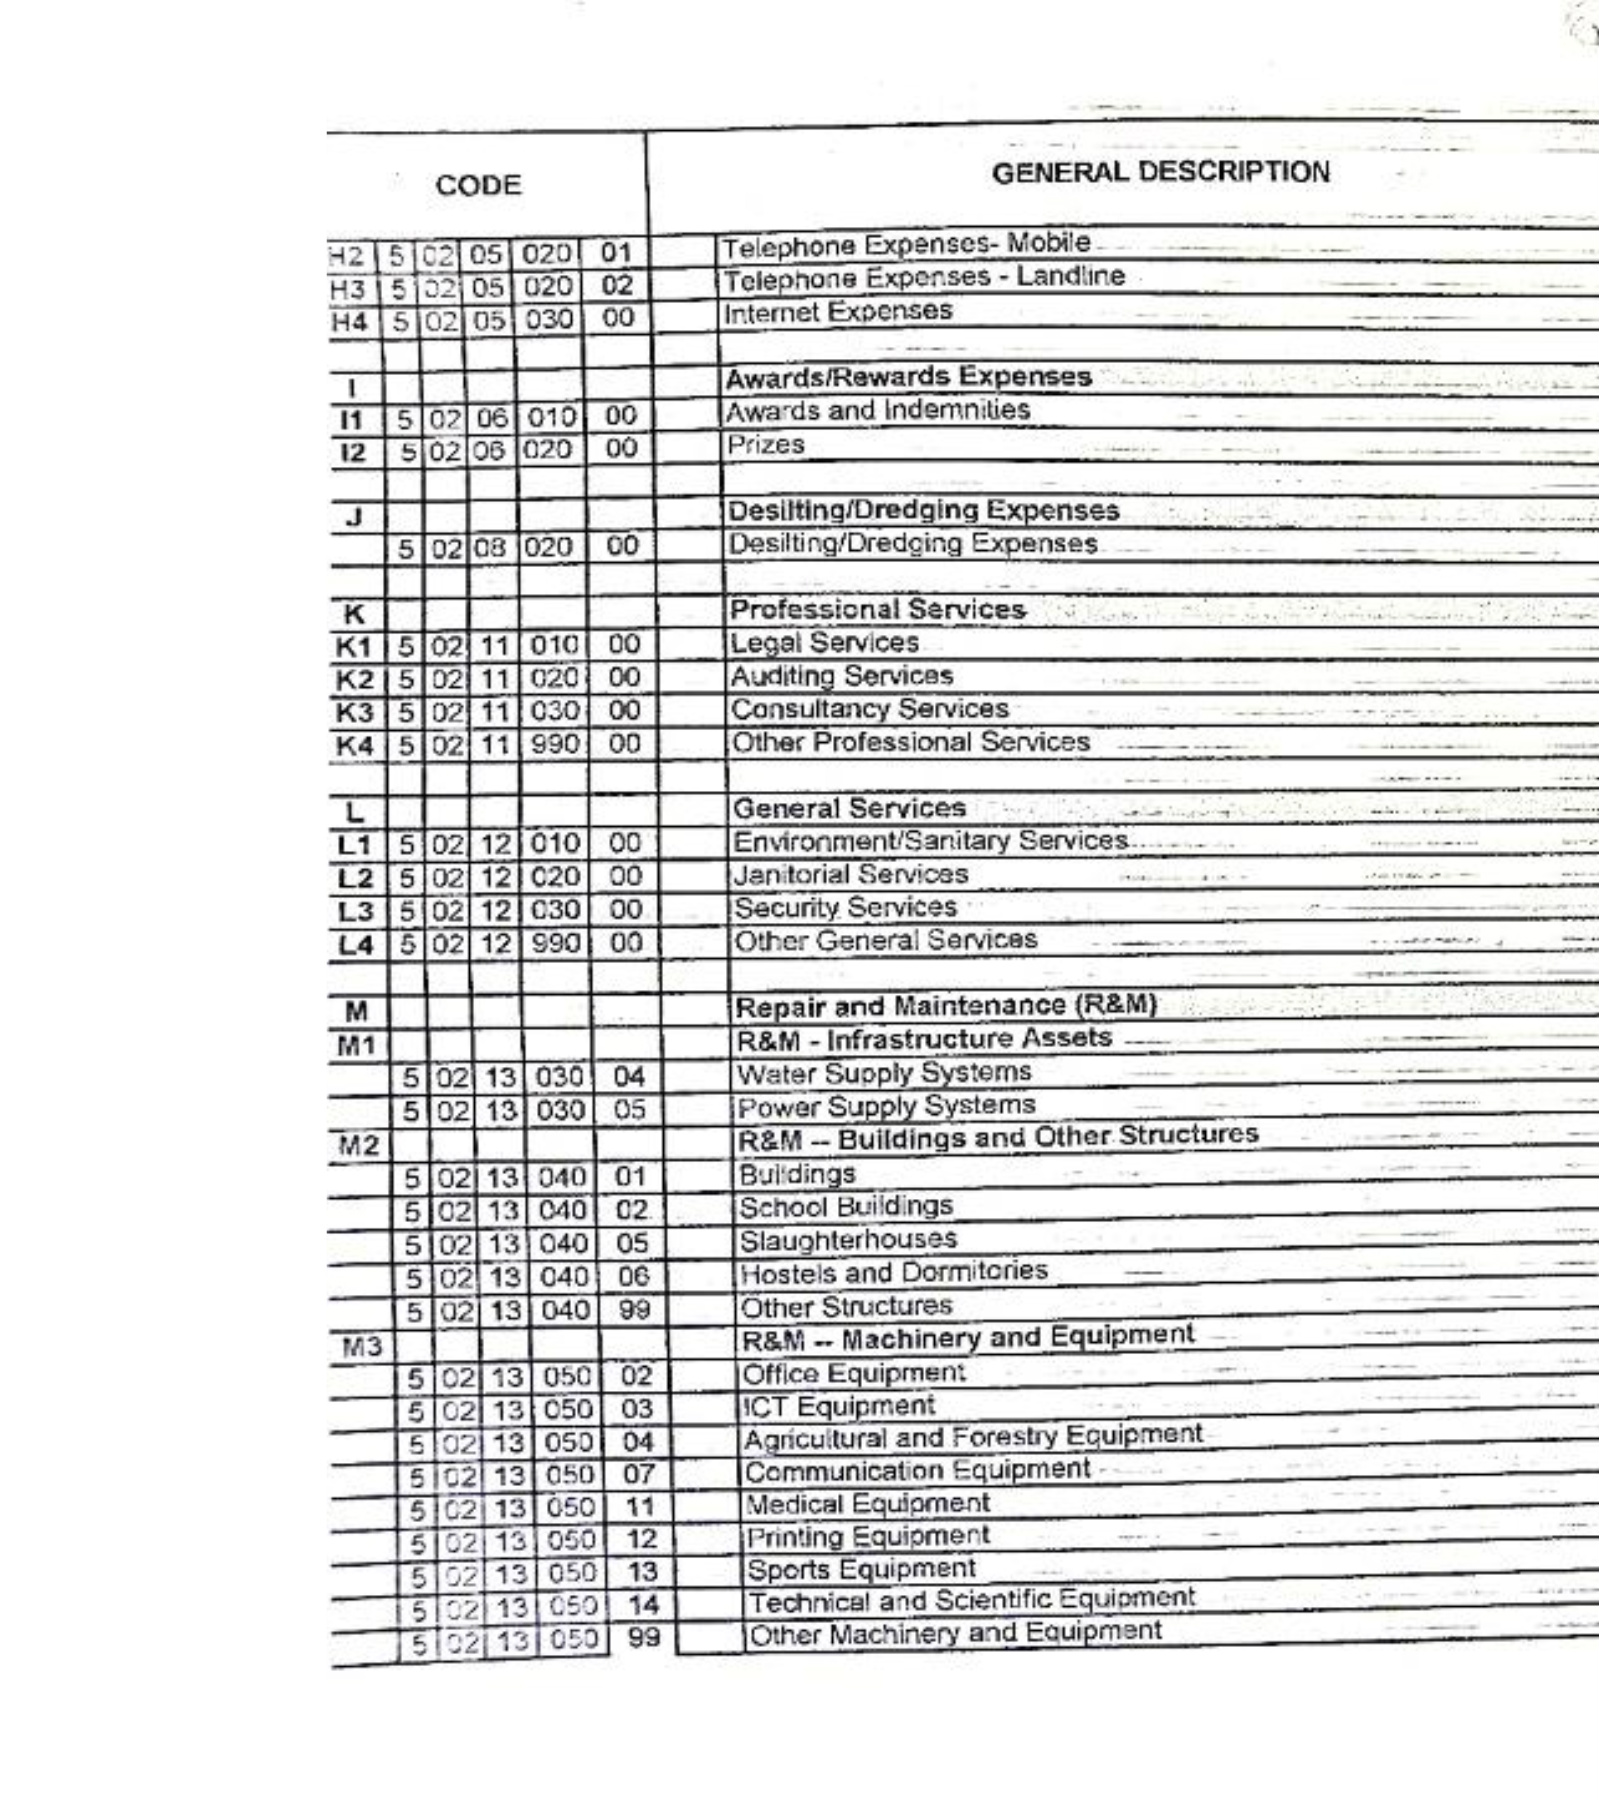 CODE GENERAL DESCRIPTION
H2 5 02 05 020 01 Telephone Expenses- Mobile
H3 5 02 05 020 02 Telephone Expenses - Landline
H4 5 02 05 030 00 Internet Expenses
I Awards/Rewards Expenses
I1 5 02 06 010 00 Awards and Indemnities
I2 5 02 06 020 00 Prizes
J Desilting/Dredging Expenses
5 02 08 020 00 Desilting/Dredging Expenses
K Professional Services
K1 5 02 11 010 00 Legal Services
K2 5 02 11 020 00 Auditing Services
K3 5 02 11 030 00 Consultancy Services
K4 5 02 11 990 00 Other Professional Services
L General Services
L1 5 02 12 010 00 Environment/Sanitary Services
L2 5 02 12 020 00 Janitorial Services
L3 5 02 12 030 00 Security Services
L4 5 02 12 990 00 Other General Services
M Repair and Maintenance (R&M)
M1 R&M - Infrastructure Assets
5 02 13 030 04 Water Supply Systems
5 02 13 030 05 Power Supply Systems
M2 R&M -- Buildings and Other Structures
5 02 13 040 01 Buildings
5 02 13 040 02 School Buildings
5 02 13 040 05 Slaughterhouses
5 02 13 040 06 Hostels and Dormitories
5 02 13 040 99 Other Structures
M3 R&M -- Machinery and Equipment
5 02 13 050 02 Office Equipment
5 02 13 050 03 ICT Equipment
5 02 13 050 04 Agricultural and Forestry Equipment
5 02 13 050 07 Communication Equipment
5 02 13 050 11 Medical Equipment
5 02 13 050 12 Printing Equipment
5 02 13 050 13 Sports Equipment
5 02 13 050 14 Technical and Scientific Equipment
5 02 13 050 99 Other Machinery and Equipment